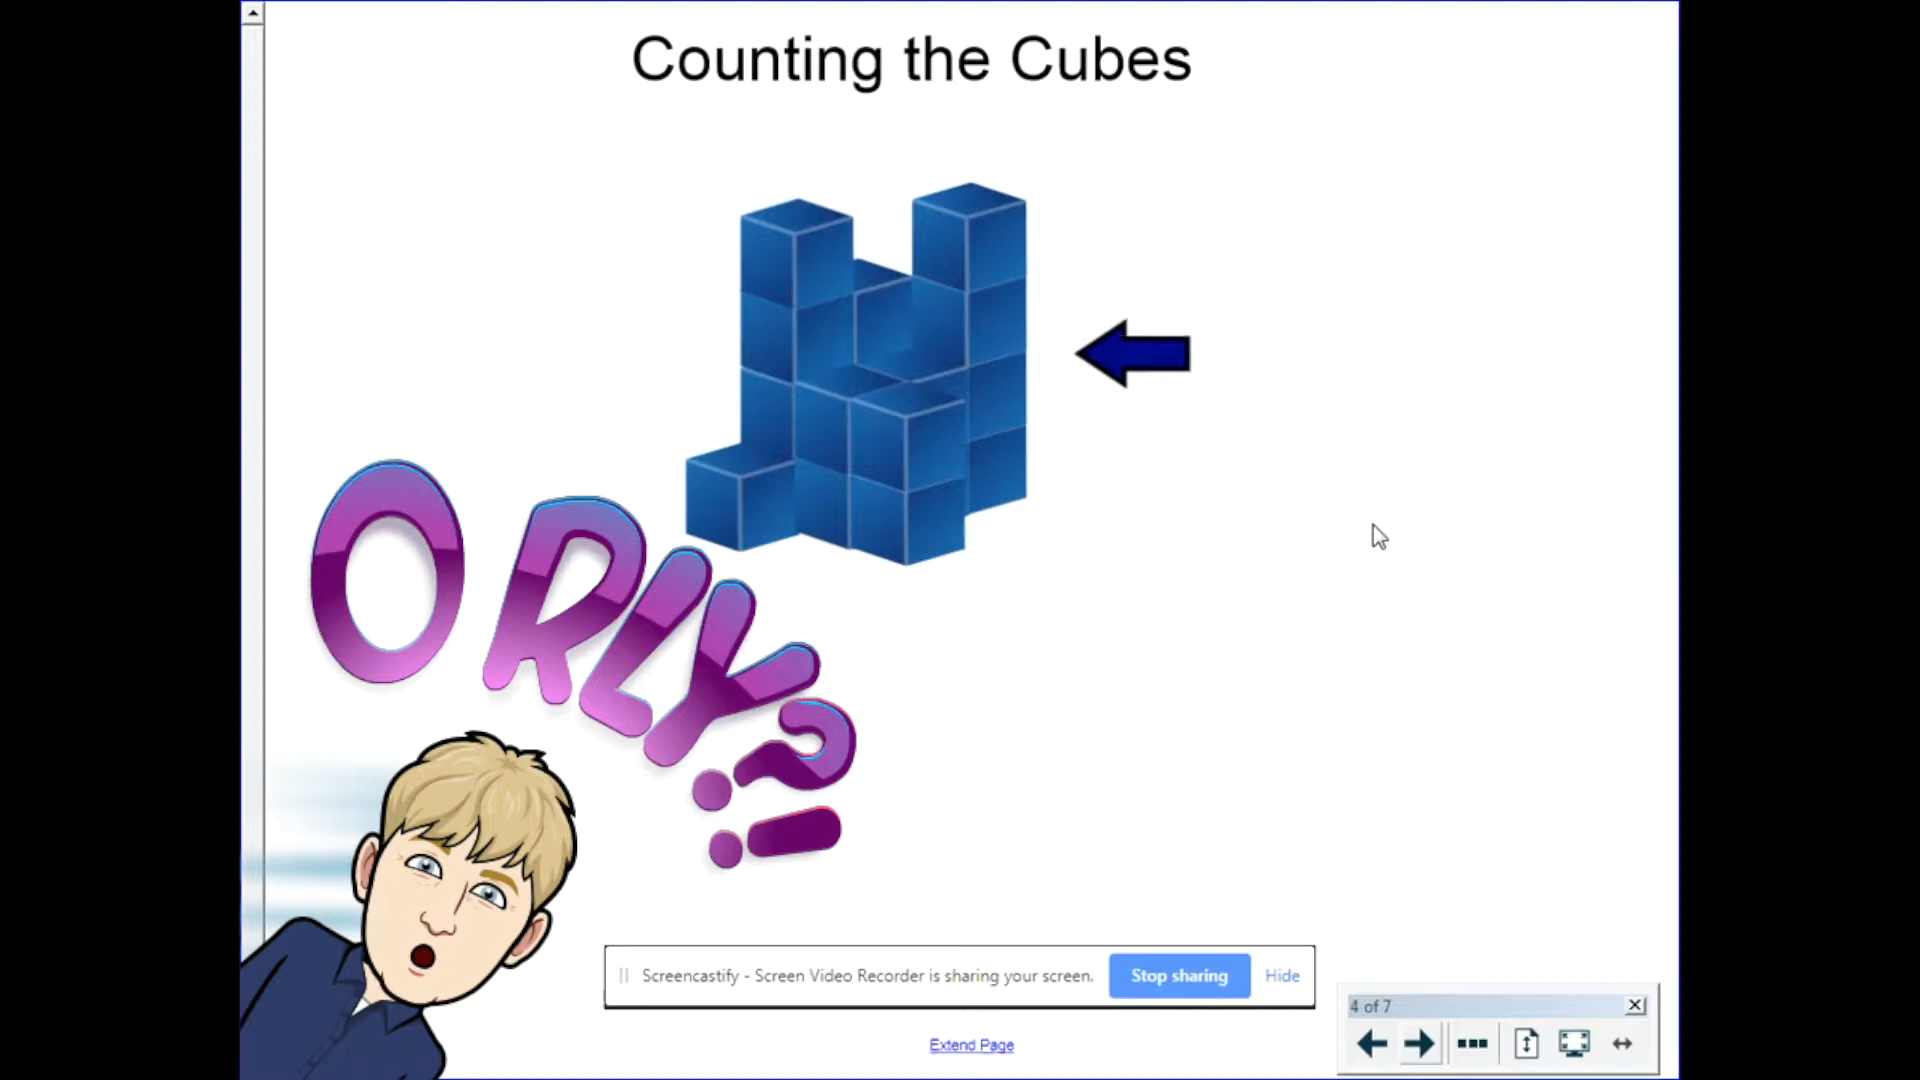 Counting the Cubes
O RLY?!
Screencastify - Screen Video Recorder is sharing your screen.
Stop sharing
Hide
Extend Page
4 of 7